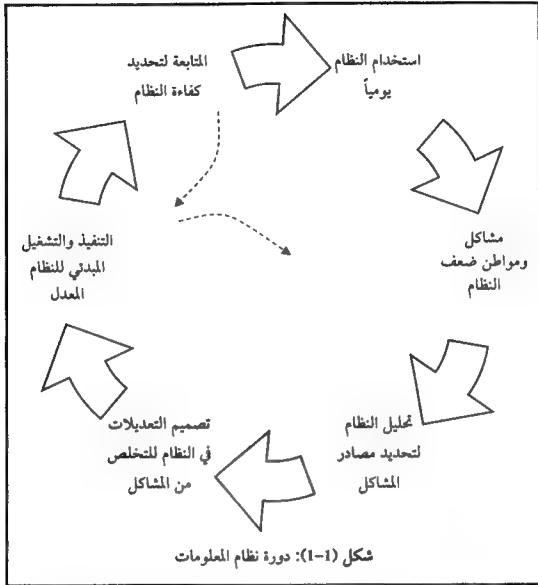 استخدام النظام
يومياً
مشاكل
ومواطن ضعف
النظام
تحليل النظام
لتحديد مصادر
المشاكل
تصميم التعديلات
في النظام للتخلص
من المشاكل
التنفيذ والتشغيل
المبدئي للنظام
المعدل
المتابعة لتحديد
كفاءة النظام
شكل (1-1): دورة نظام المعلومات